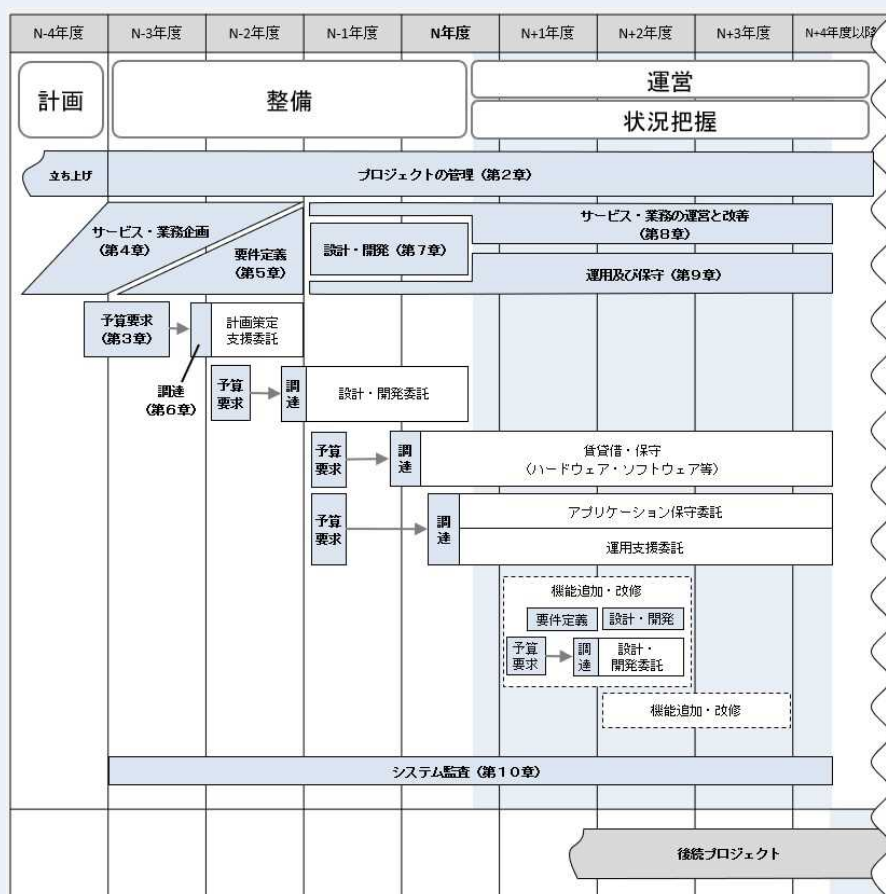 N-4年度
N-3年度
N-2年度
N-1年度
N年度
N+1年度
N+2年度
N+3年度
N+4年度以降
計画
整備
運営
状況把握
立ち上げ
プロジェクトの管理（第２章）
サービス・業務企画
（第４章）
要件定義
（第５章）
設計・開発（第７章）
サービス・業務の運営と改善
（第８章）
運用及び保守（第９章）
予算要求
（第３章）
調達
（第６章）
計画策定
支援委託
予算
要求
調
達
設計・開発委託
予算
要求
調
達
賃貸借・保守
（ハードウェア・ソフトウェア等）
予算
要求
調
達
アプリケーション保守委託
運用支援委託
機能追加・改修
要件定義
設計・開発
予算
要求
調
達
設計・
開発委託
機能追加・改修
システム監査（第１０章）
後続プロジェクト